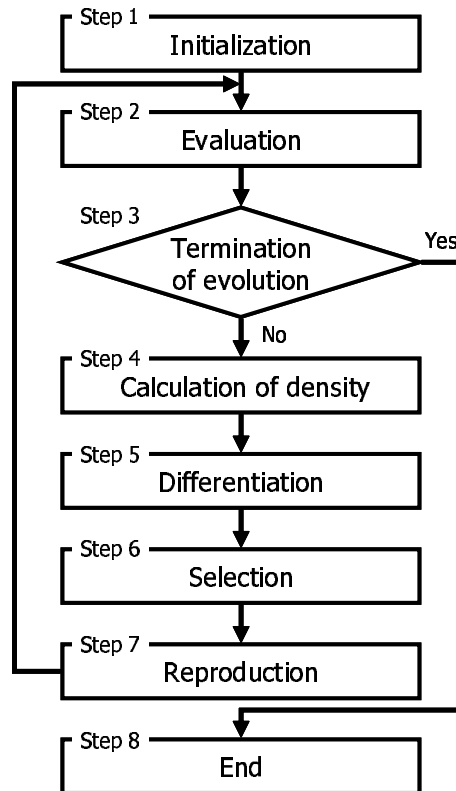 Step 1
Initialization
Step 2
Evaluation
Step 3
Termination
of evolution
Yes
No
Step 4
Calculation of density
Step 5
Differentiation
Step 6
Selection
Step 7
Reproduction
Step 8
End